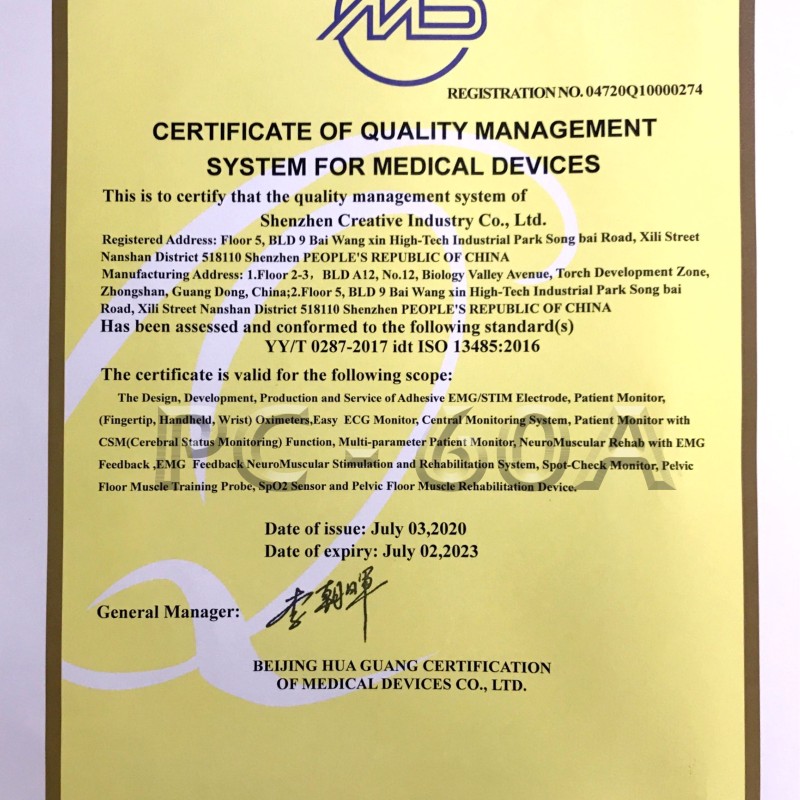 REGISTRATION NO. 04720Q10000274
CERTIFICATE OF QUALITY MANAGEMENT
SYSTEM FOR MEDICAL DEVICES
This is to certify that the quality management system of
Shenzhen Creative Industry Co., Ltd.
Registered Address: Floor 5, BLD 9 Bai Wang xin High-Tech Industrial Park Song bai Road, Xili Street
Nanshan District 518110 Shenzhen PEOPLE'S REPUBLIC OF CHINA
Manufacturing Address: 1.Floor 2-3, BLD A12, No.12, Biology Valley Avenue, Torch Development Zone,
Zhongshan, Guang Dong, China;2.Floor 5, BLD 9 Bai Wang xin High-Tech Industrial Park Song bai
Road, Xili Street Nanshan District 518110 Shenzhen PEOPLE'S REPUBLIC OF CHINA
Has been assessed and conformed to the following standard(s)
YY/T 0287-2017 idt ISO 13485:2016
The certificate is valid for the following scope:
The Design, Development, Production and Service of Adhesive EMG/STIM Electrode, Patient Monitor,
(Fingertip, Handheld, Wrist) Oximeters,Easy ECG Monitor, Central Monitoring System, Patient Monitor with
CSM(Cerebral Status Monitoring) Function, Multi-parameter Patient Monitor, NeuroMuscular Rehab with EMG
Feedback ,EMG Feedback NeuroMuscular Stimulation and Rehabilitation System, Spot-Check Monitor, Pelvic
Floor Muscle Training Probe, SpO2 Sensor and Pelvic Floor Muscle Rehabilitation Device.
PC-60A
Date of issue: July 03,2020
Date of expiry: July 02,2023
General Manager: 李朝暉
BEIJING HUA GUANG CERTIFICATION
OF MEDICAL DEVICES CO., LTD.